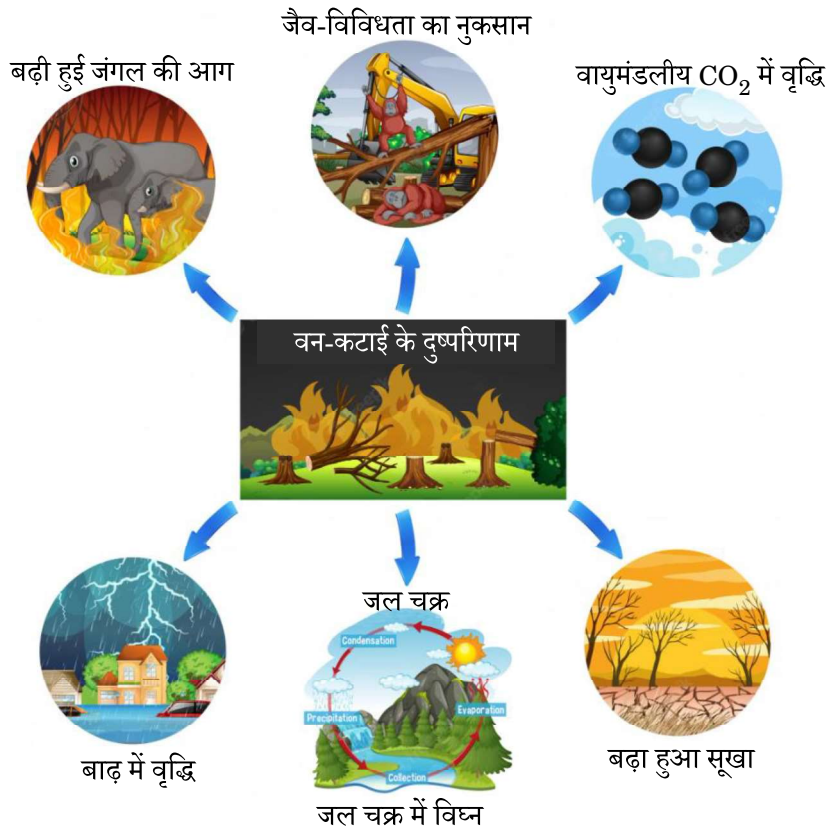 जैव-विविधता का नुकसान
बढ़ी हुई जंगल की आग
वायुमंडलीय CO₂ में वृद्धि
वन-कटाई के दुष्परिणाम
जल चक्र
Condensation
Precipitation
Evaporation
Collection
बाढ़ में वृद्धि
जल चक्र में विघ्न
बढ़ा हुआ सूखा